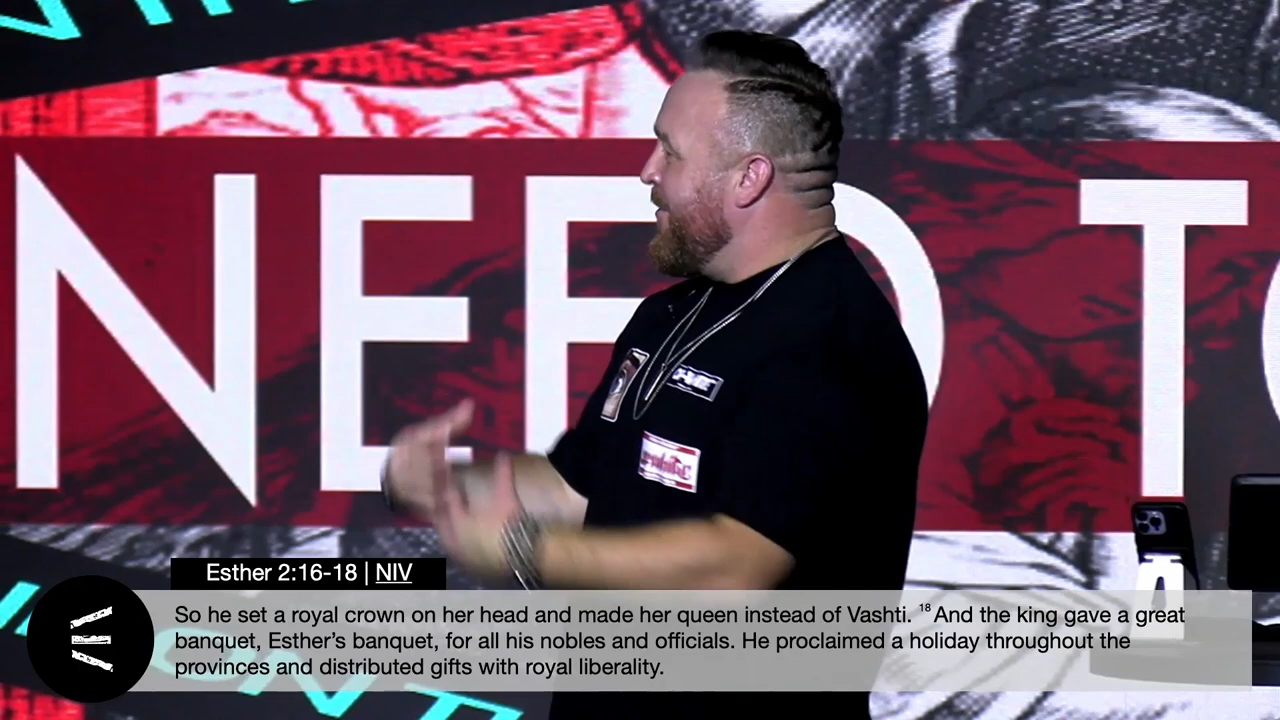 NEED TO
Esther 2:16-18 | NIV
So he set a royal crown on her head and made her queen instead of Vashti. 18 And the king gave a great
banquet, Esther’s banquet, for all his nobles and officials. He proclaimed a holiday throughout the
provinces and distributed gifts with royal liberality.